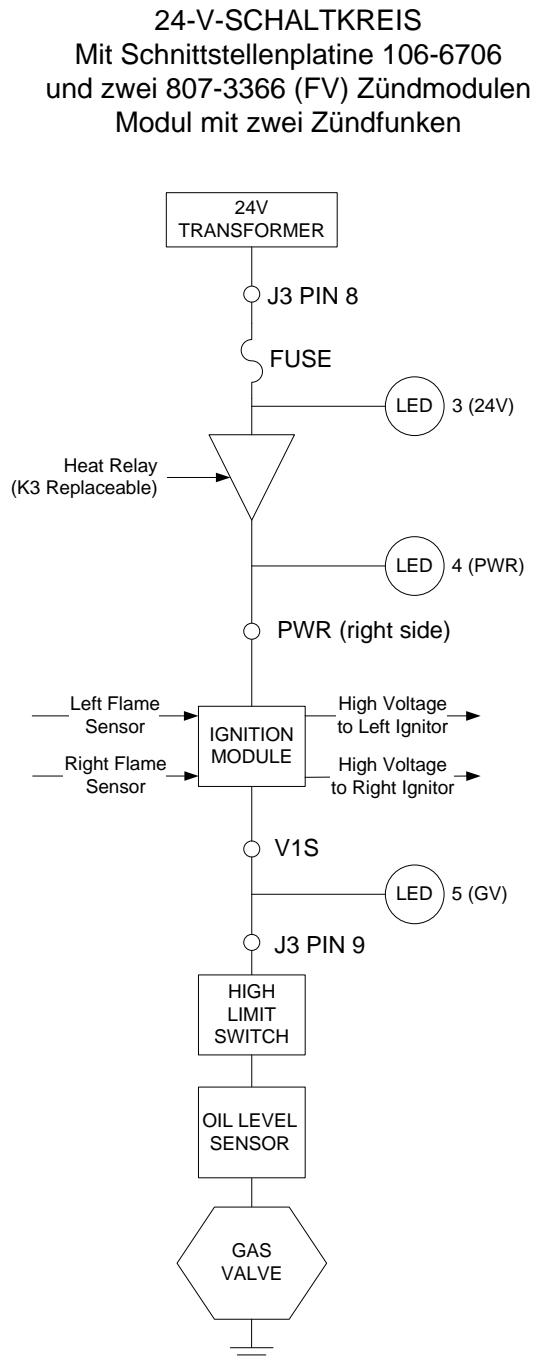 24-V-SCHALTKREIS
Mit Schnittstellenplatine 106-6706
und zwei 807-3366 (FV) Zündmodulen
Modul mit zwei Zündfunken
24V
TRANSFORMER
J3 PIN 8
FUSE
LED 3 (24V)
Heat Relay
(K3 Replaceable)
LED 4 (PWR)
PWR (right side)
Left Flame
Sensor
Right Flame
Sensor
IGNITION
MODULE
High Voltage
to Left Ignitor
High Voltage
to Right Ignitor
V1S
LED 5 (GV)
J3 PIN 9
HIGH
LIMIT
SWITCH
OIL LEVEL
SENSOR
GAS
VALVE